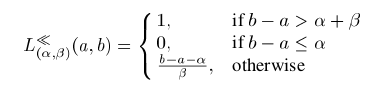 $L^{\ll}_{(\alpha,\beta)}(a,b) = \begin{cases} 1, & \text{if } b - a > \alpha + \beta \\ 0, & \text{if } b - a \leq \alpha \\ \frac{b-a-\alpha}{\beta}, & \text{otherwise} \end{cases}$